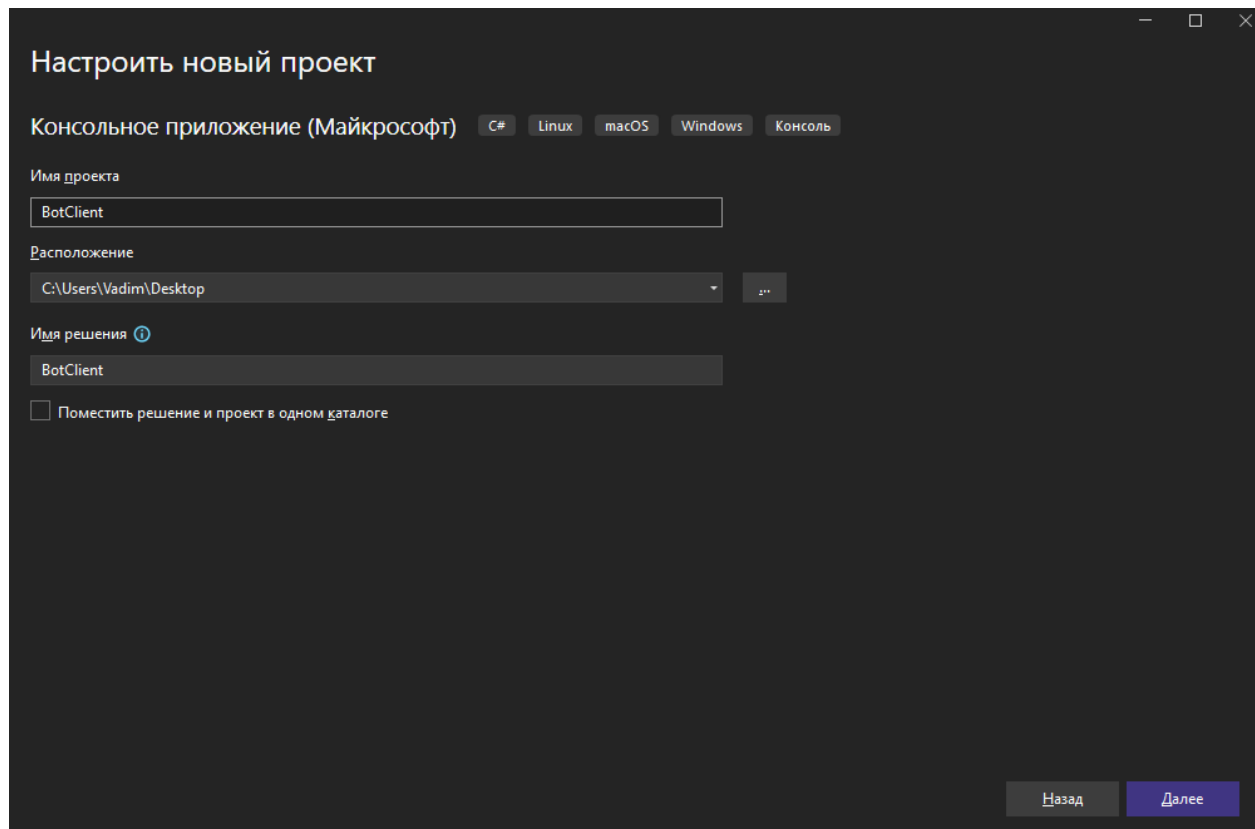 Настроить новый проект
Консольное приложение (Майкрософт) C# Linux macOS Windows Консоль
Имя проекта
BotClient
Расположение
C:\Users\Vadim\Desktop ...
Имя решения
BotClient
Поместить решение и проект в одном каталоге
Назад Далее